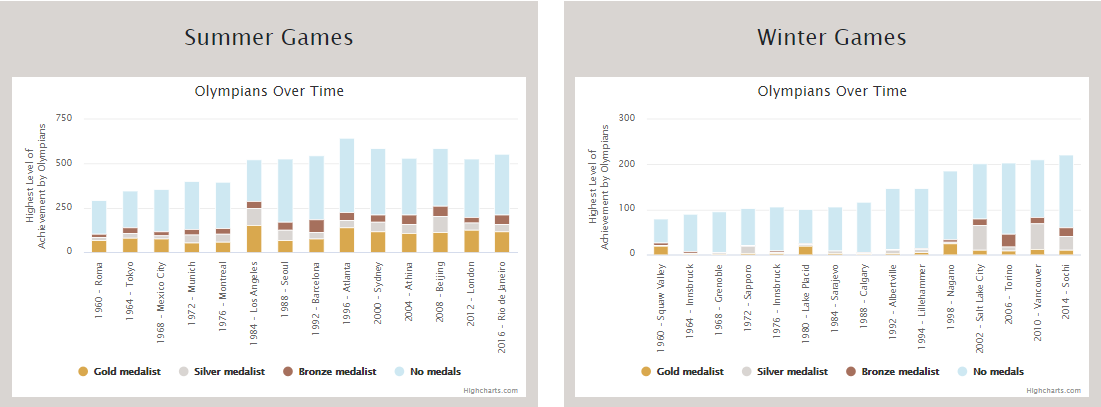 Summer Games
Olympians Over Time
Highest Level of
Achievement by Olympians
750
500
250
0
1960 - Roma
1964 - Tokyo
1968 - Mexico City
1972 - Munich
1976 - Montreal
1984 - Los Angeles
1988 - Seoul
1992 - Barcelona
1996 - Atlanta
2000 - Sydney
2004 - Athina
2008 - Beijing
2012 - London
2016 - Rio de Janeiro
Gold medalist Silver medalist Bronze medalist No medals
Highcharts.com
Winter Games
Olympians Over Time
Highest Level of
Achievement by Olympians
300
200
100
0
1960 - Squaw Valley
1964 - Innsbruck
1968 - Grenoble
1972 - Sapporo
1976 - Innsbruck
1980 - Lake Placid
1984 - Sarajevo
1988 - Calgary
1992 - Albertville
1994 - Lillehammer
1998 - Nagano
2002 - Salt Lake City
2006 - Torino
2010 - Vancouver
2014 - Sochi
Gold medalist Silver medalist Bronze medalist No medals
Highcharts.com